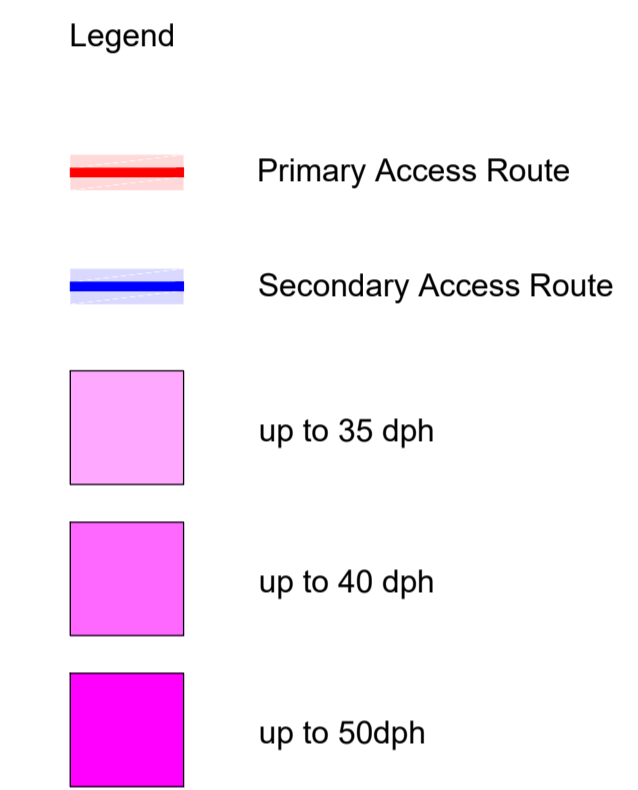 Legend
Primary Access Route
Secondary Access Route
up to 35 dph
up to 40 dph
up to 50dph